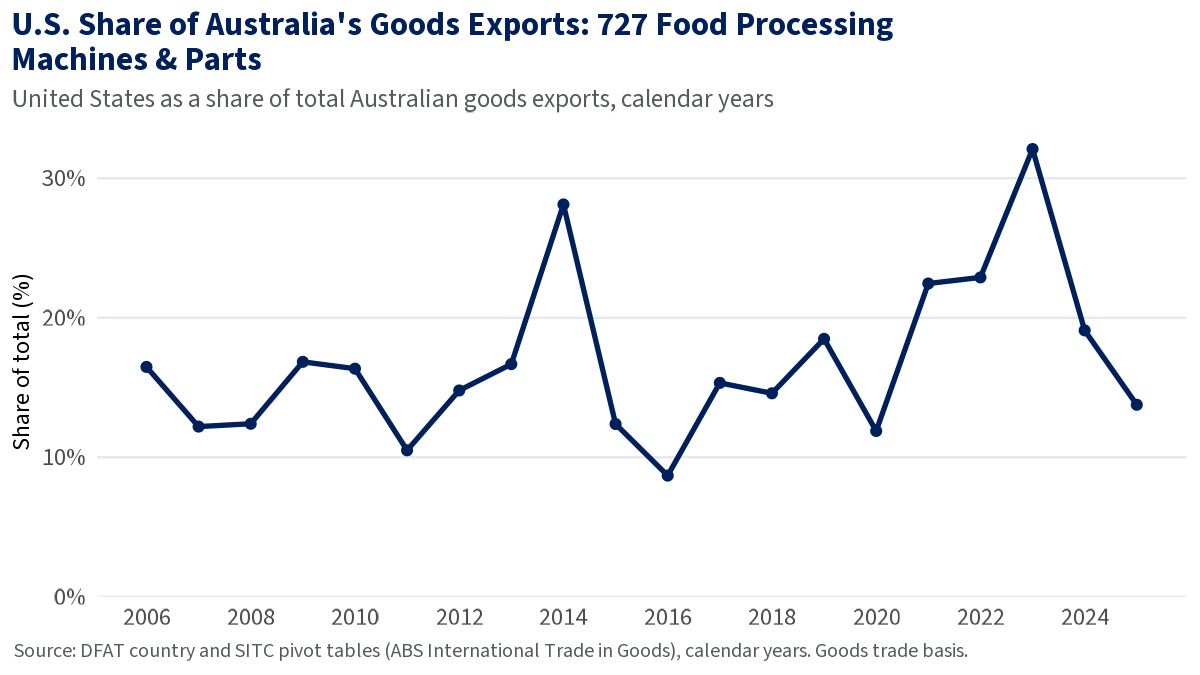 U.S. Share of Australia's Goods Exports: 727 Food Processing
Machines & Parts
United States as a share of total Australian goods exports, calendar years
Share of total (%)
30%
20%
10%
0%
2006 2008 2010 2012 2014 2016 2018 2020 2022 2024
Source: DFAT country and SITC pivot tables (ABS International Trade in Goods), calendar years. Goods trade basis.